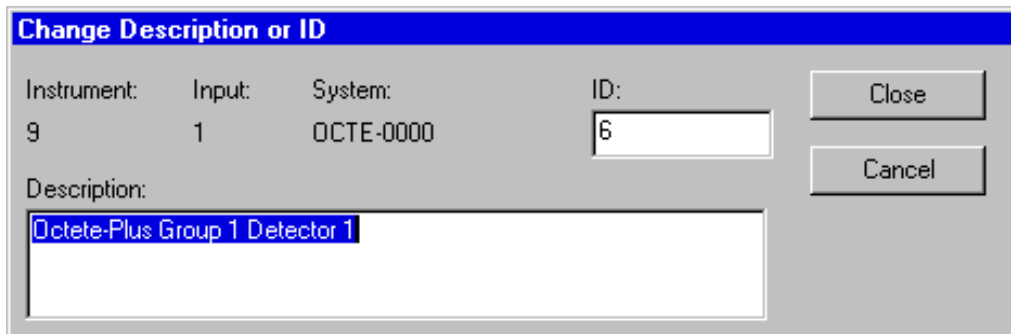 Change Description or ID
Instrument: Input: System: ID: Close
9 1 OCTE-0000 6
Cancel
Description:
Octete-Plus Group 1 Detector 1